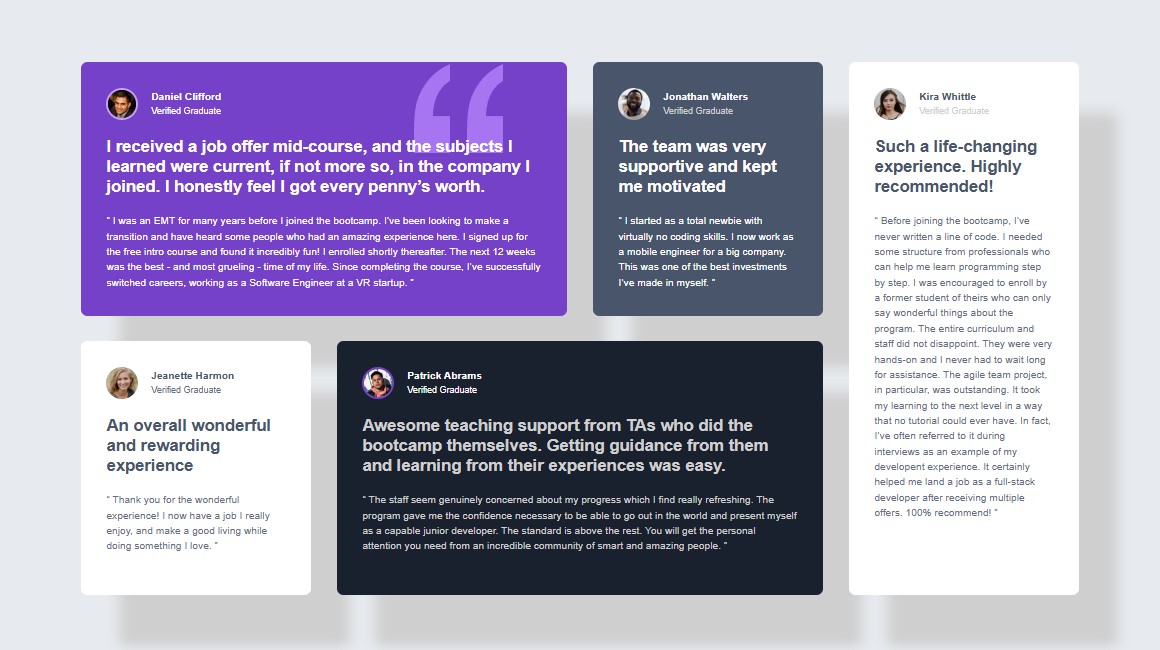 Daniel Clifford
Verified Graduate
I received a job offer mid-course, and the subjects I
learned were current, if not more so, in the company I
joined. I honestly feel I got every penny’s worth.
“ I was an EMT for many years before I joined the bootcamp. I’ve been looking to make a
transition and have heard some people who had an amazing experience here. I signed up for
the free intro course and found it incredibly fun! I enrolled shortly thereafter. The next 12 weeks
was the best - and most grueling - time of my life. Since completing the course, I’ve successfully
switched careers, working as a Software Engineer at a VR startup. ”
Jonathan Walters
Verified Graduate
The team was very
supportive and kept
me motivated
“ I started as a total newbie with
virtually no coding skills. I now work as
a mobile engineer for a big company.
This was one of the best investments
I’ve made in myself. ”
Kira Whittle
Verified Graduate
Such a life-changing
experience. Highly
recommended!
“ Before joining the bootcamp, I’ve
never written a line of code. I needed
some structure from professionals who
can help me learn programming step
by step. I was encouraged to enroll by
a former student of theirs who can only
say wonderful things about the
program. The entire curriculum and
staff did not disappoint. They were very
hands-on and I never had to wait long
for assistance. The agile team project,
in particular, was outstanding. It took
my learning to the next level in a way
that no tutorial could ever have. In fact,
I’ve often referred to it during
interviews as an example of my
developent experience. It certainly
helped me land a job as a full-stack
developer after receiving multiple
offers. 100% recommend! ”
Jeanette Harmon
Verified Graduate
An overall wonderful
and rewarding
experience
“ Thank you for the wonderful
experience! I now have a job I really
enjoy, and make a good living while
doing something I love. ”
Patrick Abrams
Verified Graduate
Awesome teaching support from TAs who did the
bootcamp themselves. Getting guidance from them
and learning from their experiences was easy.
“ The staff seem genuinely concerned about my progress which I find really refreshing. The
program gave me the confidence necessary to be able to go out in the world and present myself
as a capable junior developer. The standard is above the rest. You will get the personal
attention you need from an incredible community of smart and amazing people. ”